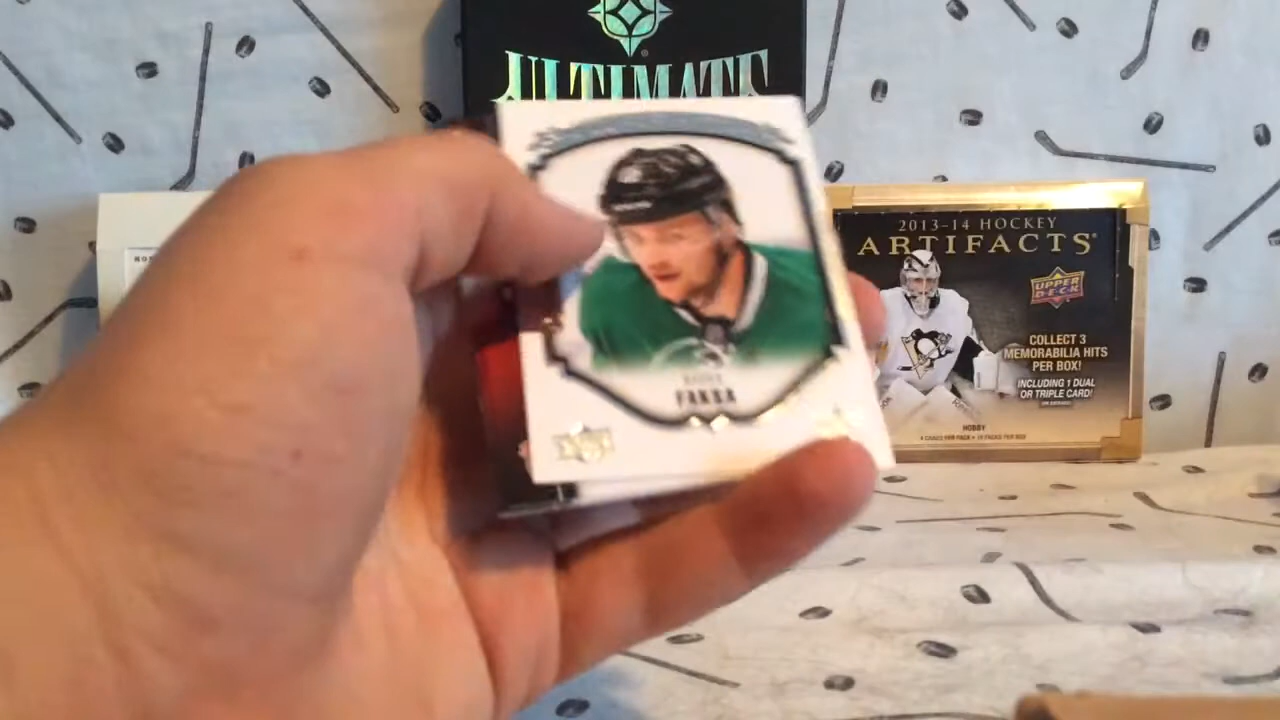 ULTIMATE
FAKSA
2013-14 HOCKEY
ARTIFACTS
UPPER
DECK
COLLECT 3
MEMORABILIA HITS
PER BOX!
INCLUDING 1 DUAL
OR TRIPLE CARD!
HOBBY